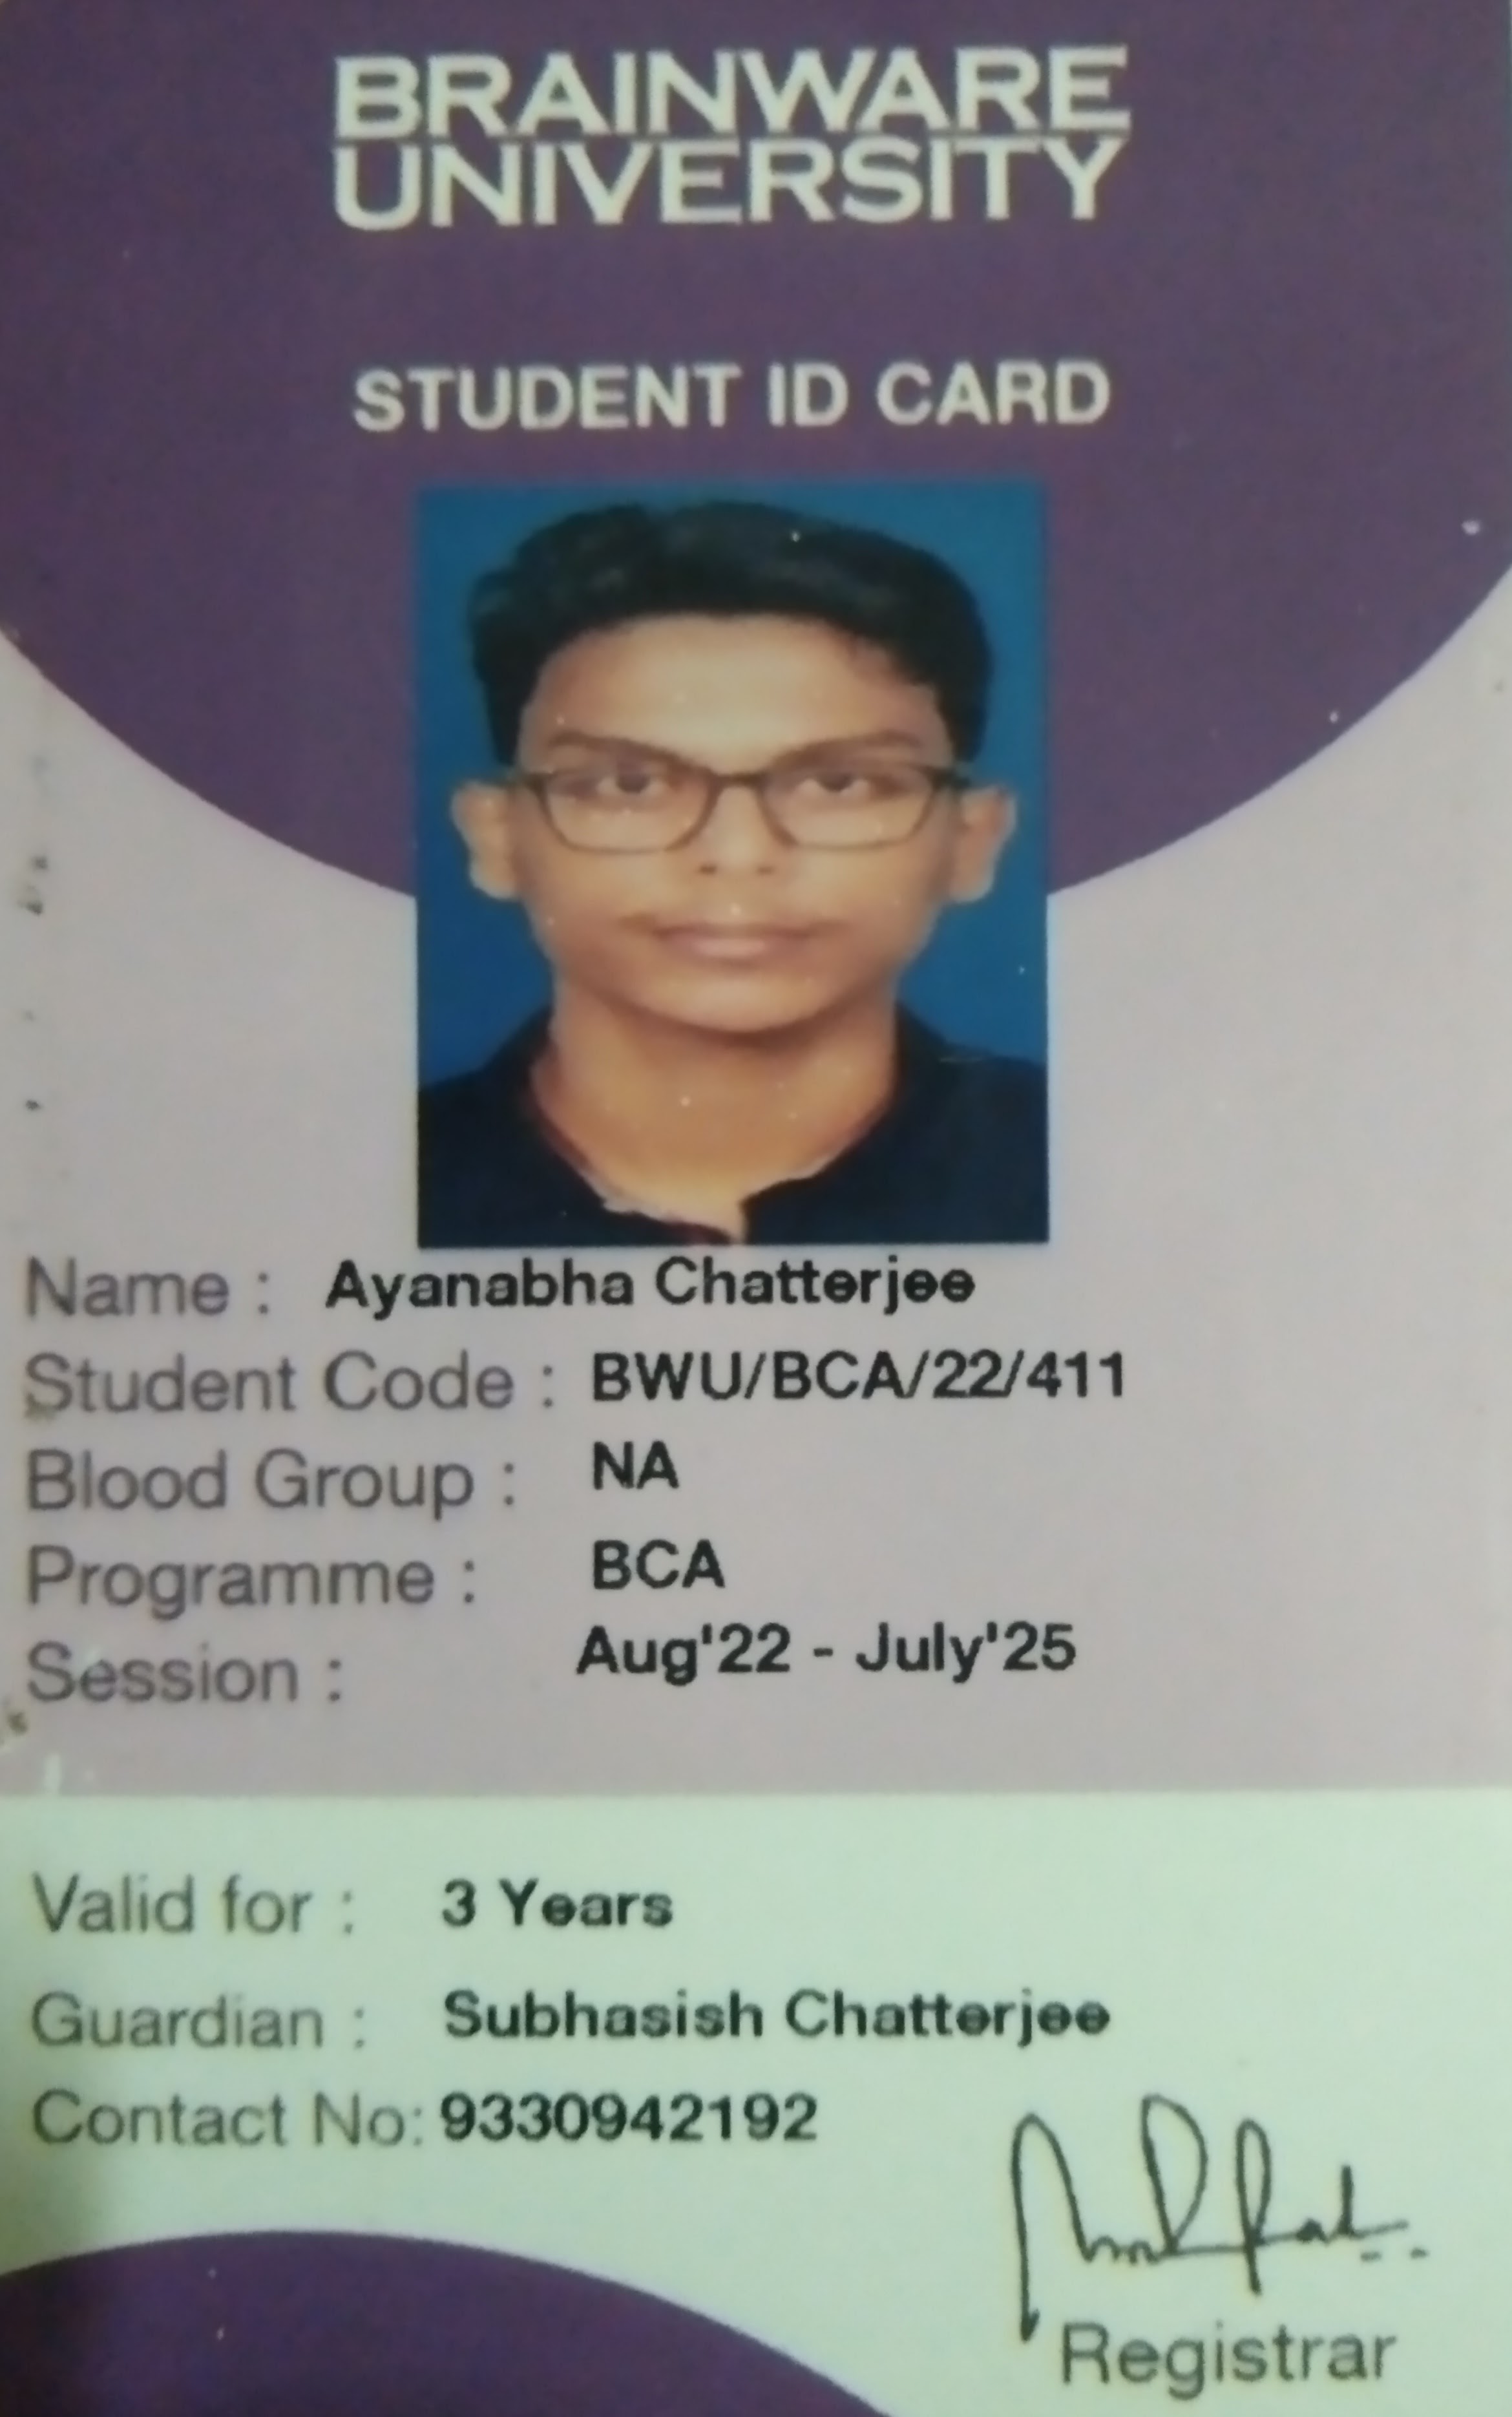 BRAINWARE
UNIVERSITY
STUDENT ID CARD
Name : Ayanabha Chatterjee
Student Code : BWU/BCA/22/411
Blood Group : NA
Programme : BCA
Session : Aug'22 - July'25
Valid for : 3 Years
Guardian : Subhasish Chatterjee
Contact No: 9330942192
Registrar